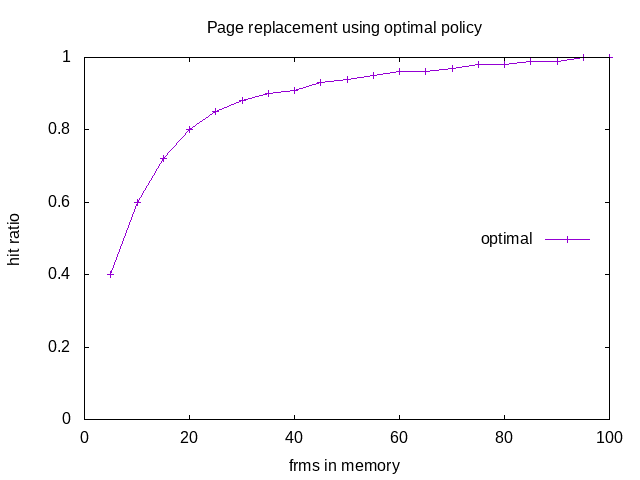 Page replacement using optimal policy
1
0.8
0.6
0.4
0.2
0
hit ratio
optimal
0 20 40 60 80 100
frms in memory